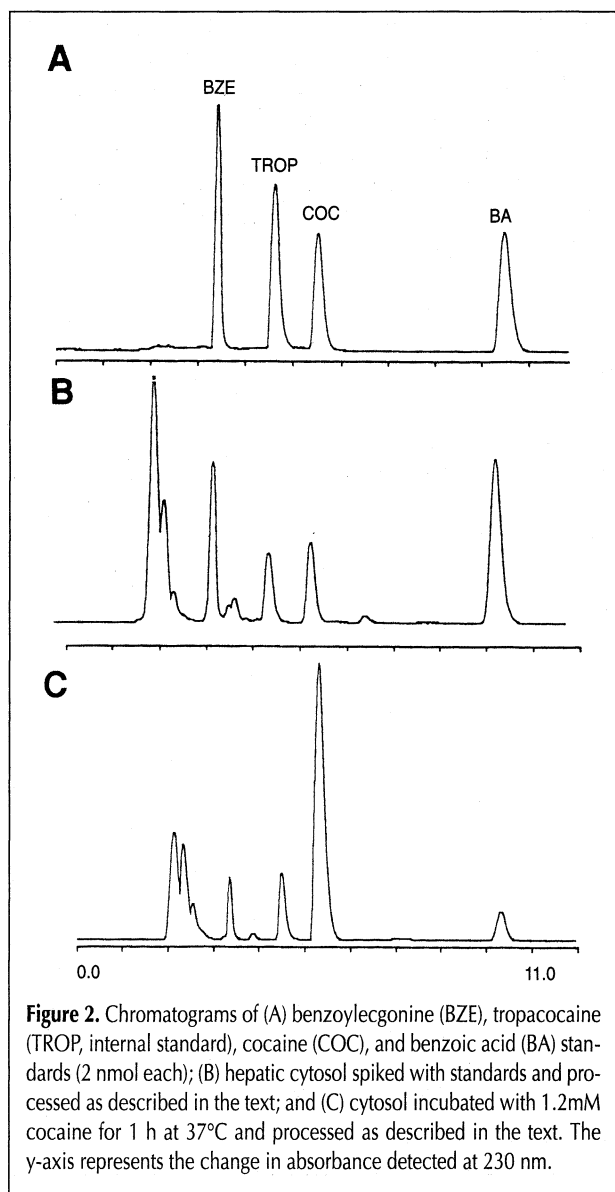 A
BZE
TROP
COC
BA
B
C
0.0
11.0
Figure 2. Chromatograms of (A) benzoylecgonine (BZE), tropacocaine
(TROP, internal standard), cocaine (COC), and benzoic acid (BA) stan-
dards (2 nmol each); (B) hepatic cytosol spiked with standards and pro-
cessed as described in the text; and (C) cytosol incubated with 1.2mM
cocaine for 1 h at 37°C and processed as described in the text. The
y-axis represents the change in absorbance detected at 230 nm.